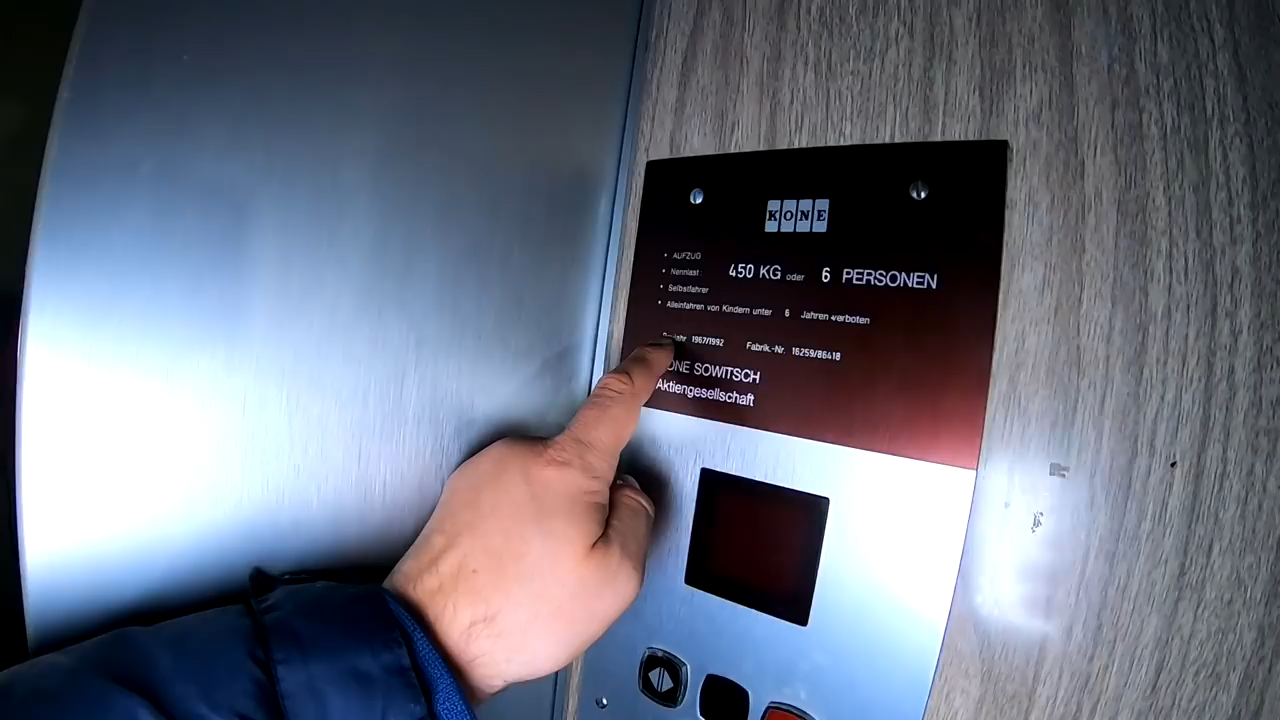 KONE
• AUFZUG
• Nennlast: 450 KG oder 6 PERSONEN
• Selbstfahrer
• Alleinfahren von Kindern unter 6 Jahren verboten
1967/1992 Fabrik.-Nr. 16259/86418
ONE SOWITSCH
Aktiengesellschaft